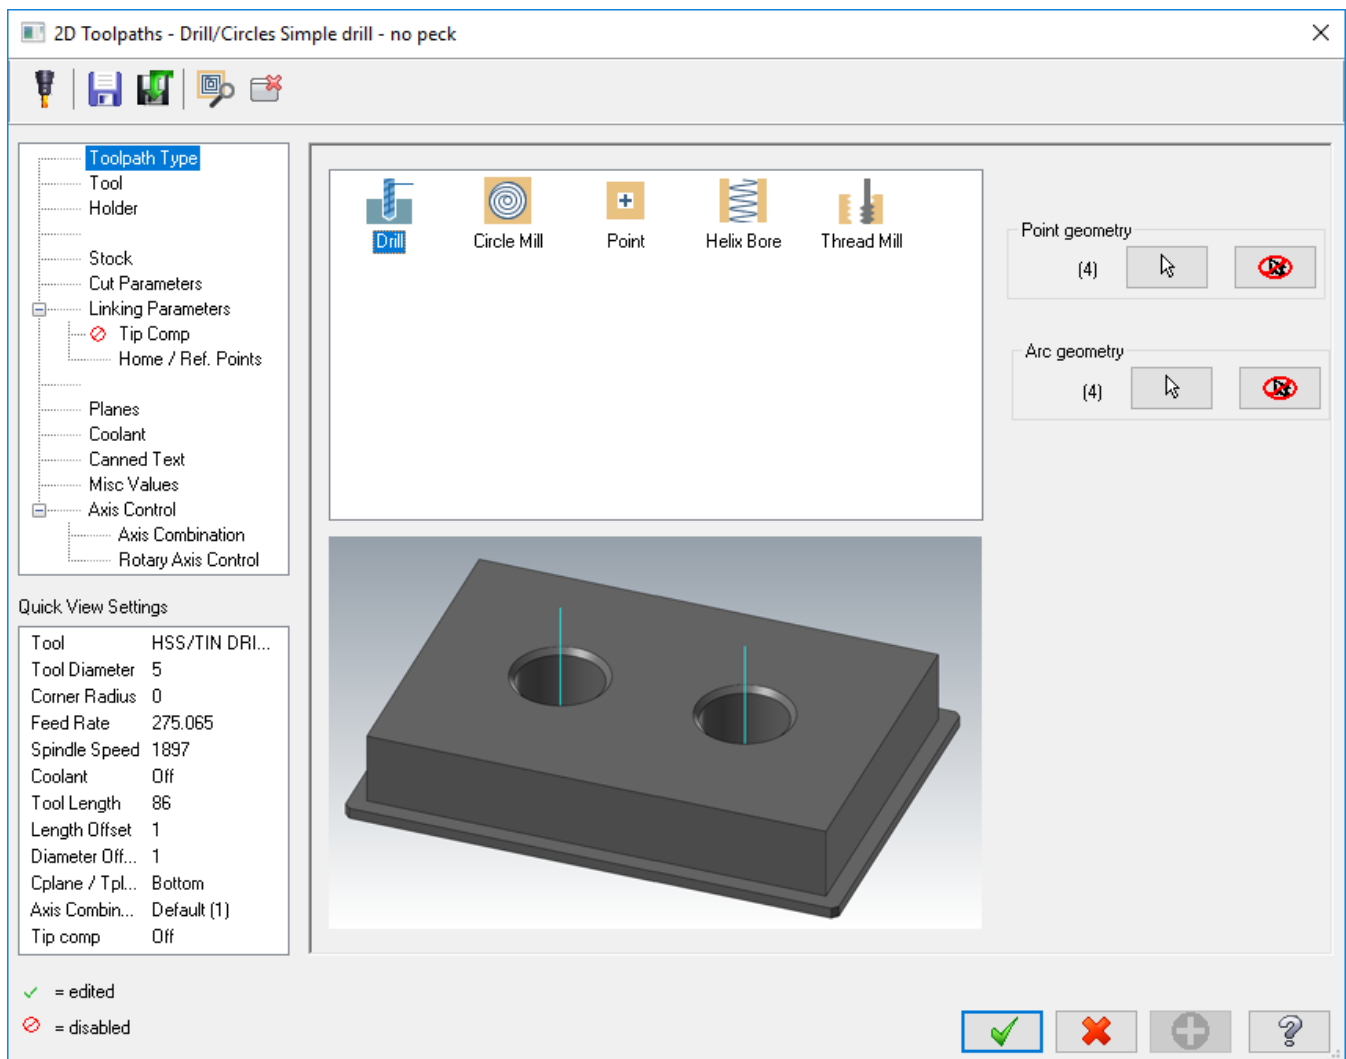 2D Toolpaths - Drill/Circles Simple drill - no peck
Toolpath Type
Tool
Holder
Stock
Cut Parameters
Linking Parameters
Tip Comp
Home / Ref. Points
Planes
Coolant
Canned Text
Misc Values
Axis Control
Axis Combination
Rotary Axis Control
Drill
Circle Mill
Point
Helix Bore
Thread Mill
Point geometry
(4)
Arc geometry
(4)
Quick View Settings
Tool HSS/TIN DRI...
Tool Diameter 5
Corner Radius 0
Feed Rate 275.065
Spindle Speed 1897
Coolant Off
Tool Length 86
Length Offset 1
Diameter Off... 1
Cplane / Tpl... Bottom
Axis Combin... Default (1)
Tip comp Off
= edited
= disabled